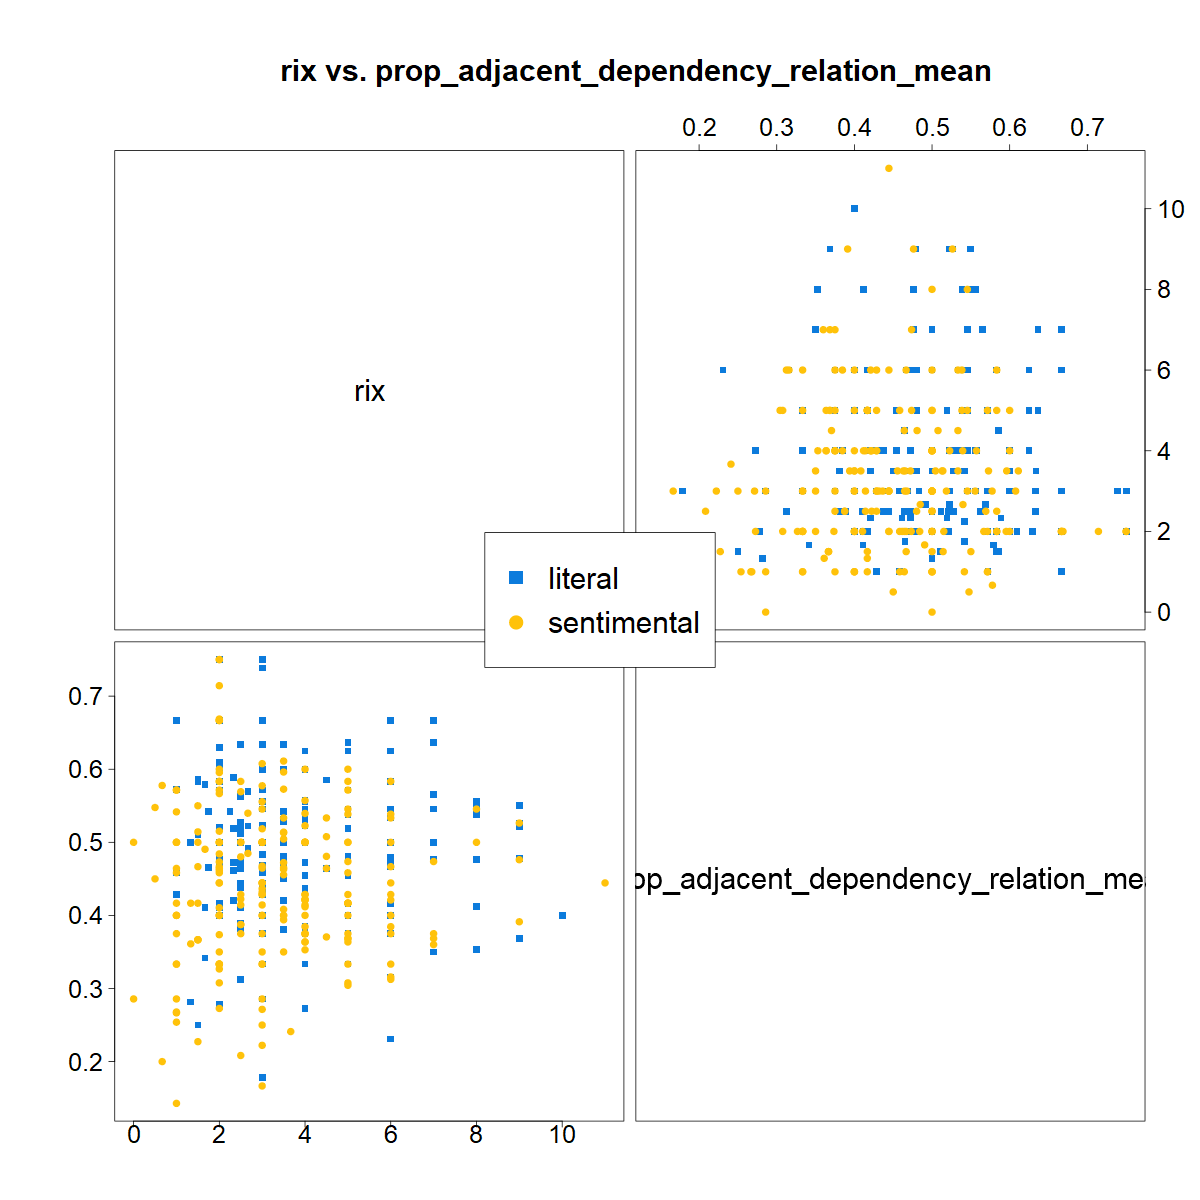 rix vs. prop_adjacent_dependency_relation_mean
0.2 0.3 0.4 0.5 0.6 0.7
rix
10
8
6
4
2
0
literal
sentimental
0.7
0.6
0.5
0.4
0.3
0.2
op_adjacent_dependency_relation_me
0 2 4 6 8 10